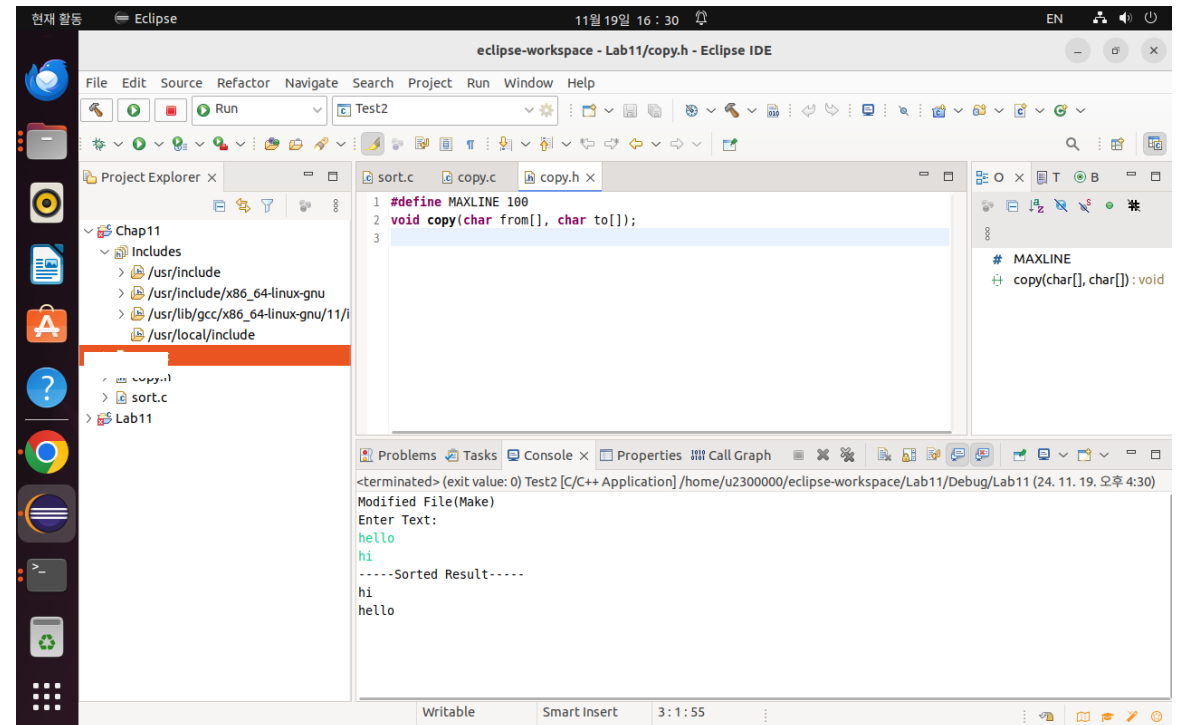 현재 활동 Eclipse 11월 19일 16 : 30 EN
eclipse-workspace - Lab11/copy.h - Eclipse IDE
File Edit Source Refactor Navigate Search Project Run Window Help
Run Test2
Project Explorer
Chap11
Includes
/usr/include
/usr/include/x86_64-linux-gnu
/usr/lib/gcc/x86_64-linux-gnu/11/i
/usr/local/include
copy.h
sort.c
Lab11
sort.c copy.c copy.h
1 #define MAXLINE 100
2 void copy(char from[], char to[]);
3
O T B
# MAXLINE
copy(char[], char[]) : void
Problems Tasks Console Properties Call Graph
<terminated> (exit value: 0) Test2 [C/C++ Application] /home/u2300000/eclipse-workspace/Lab11/Debug/Lab11 (24. 11. 19. 오후 4:30)
Modified File(Make)
Enter Text:
hello
hi
-----Sorted Result-----
hi
hello
Writable Smart Insert 3 : 1 : 55